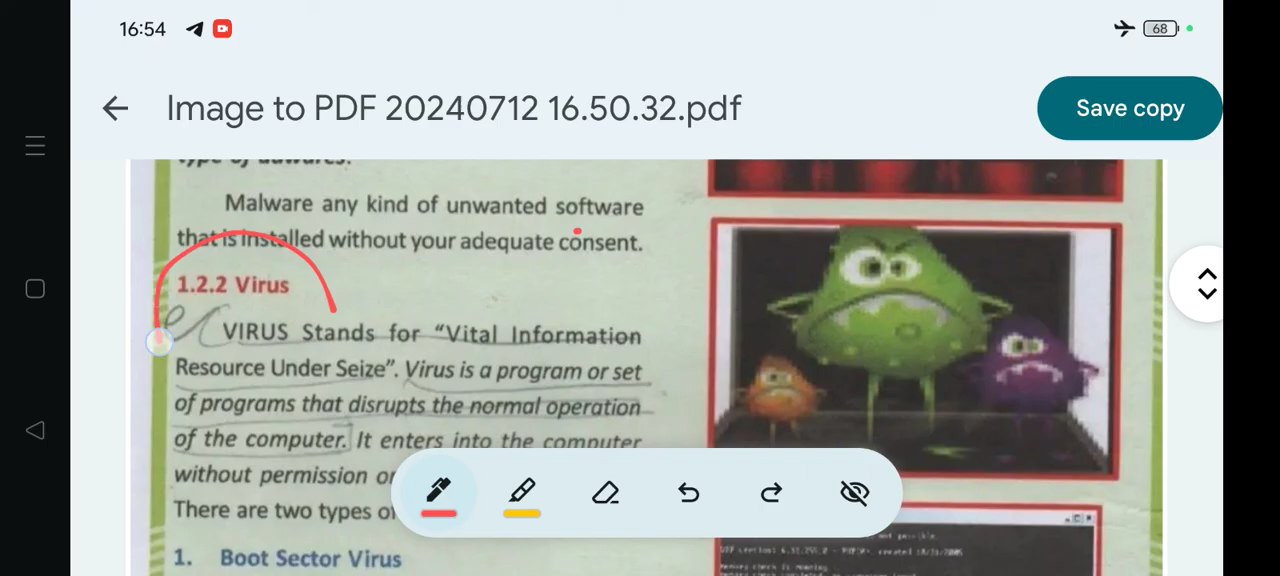 16:54
68
Image to PDF 20240712 16.50.32.pdf
Save copy
type of adwares.
Malware any kind of unwanted software
that is installed without your adequate consent.
1.2.2 Virus
VIRUS Stands for “Vital Information
Resource Under Seize”. Virus is a program or set
of programs that disrupts the normal operation
of the computer. It enters into the computer
without permission or
There are two types of
1. Boot Sector Virus